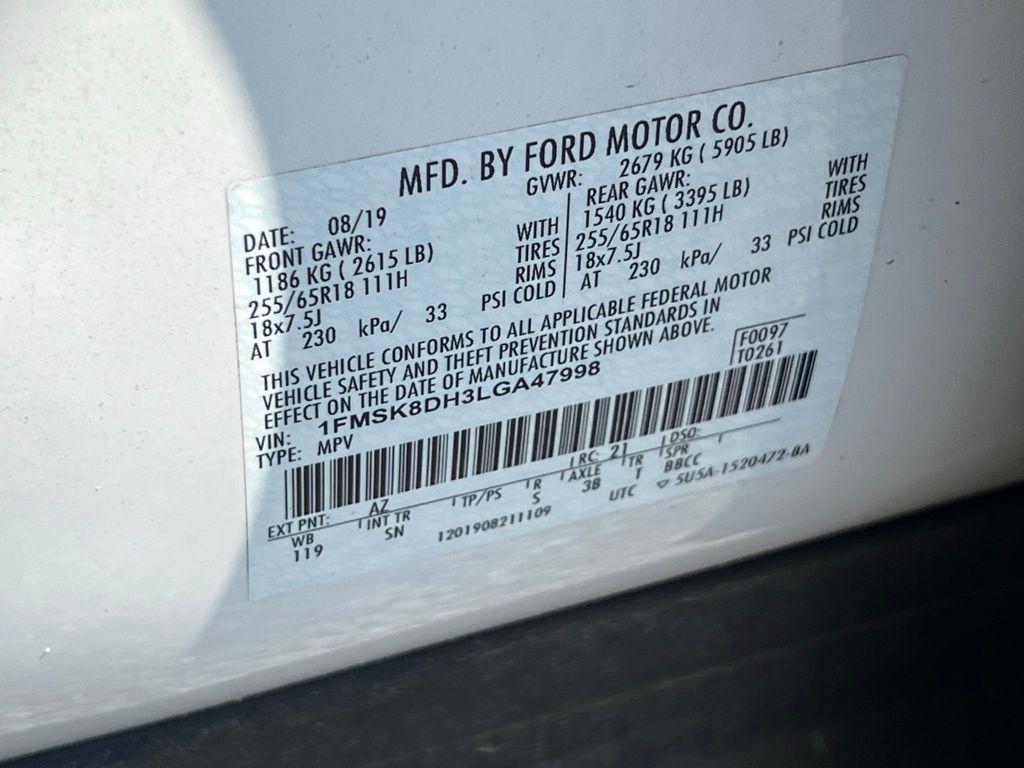 MFD. BY FORD MOTOR CO.
DATE: 08/19
GVWR: 2679 KG ( 5905 LB)
FRONT GAWR:
1186 KG ( 2615 LB) WITH
255/65R18 111H TIRES
18x7.5J RIMS
AT 230 kPa/ 33 PSI COLD
REAR GAWR:
1540 KG ( 3395 LB) WITH
255/65R18 111H TIRES
18x7.5J RIMS
AT 230 kPa/ 33 PSI COLD
THIS VEHICLE CONFORMS TO ALL APPLICABLE FEDERAL MOTOR
VEHICLE SAFETY AND THEFT PREVENTION STANDARDS IN
EFFECT ON THE DATE OF MANUFACTURE SHOWN ABOVE.
F0097
T0261
VIN: 1FMSK8DH3LGA47998
TYPE: MPV
EXT PNT: AZ RC: 21 DSO:
WB INT TR TP/PS R AXLE TR SPR
119 SN S 3B T BBCC
1201908211109
UTC ▽ 5U5A-1520472-BA